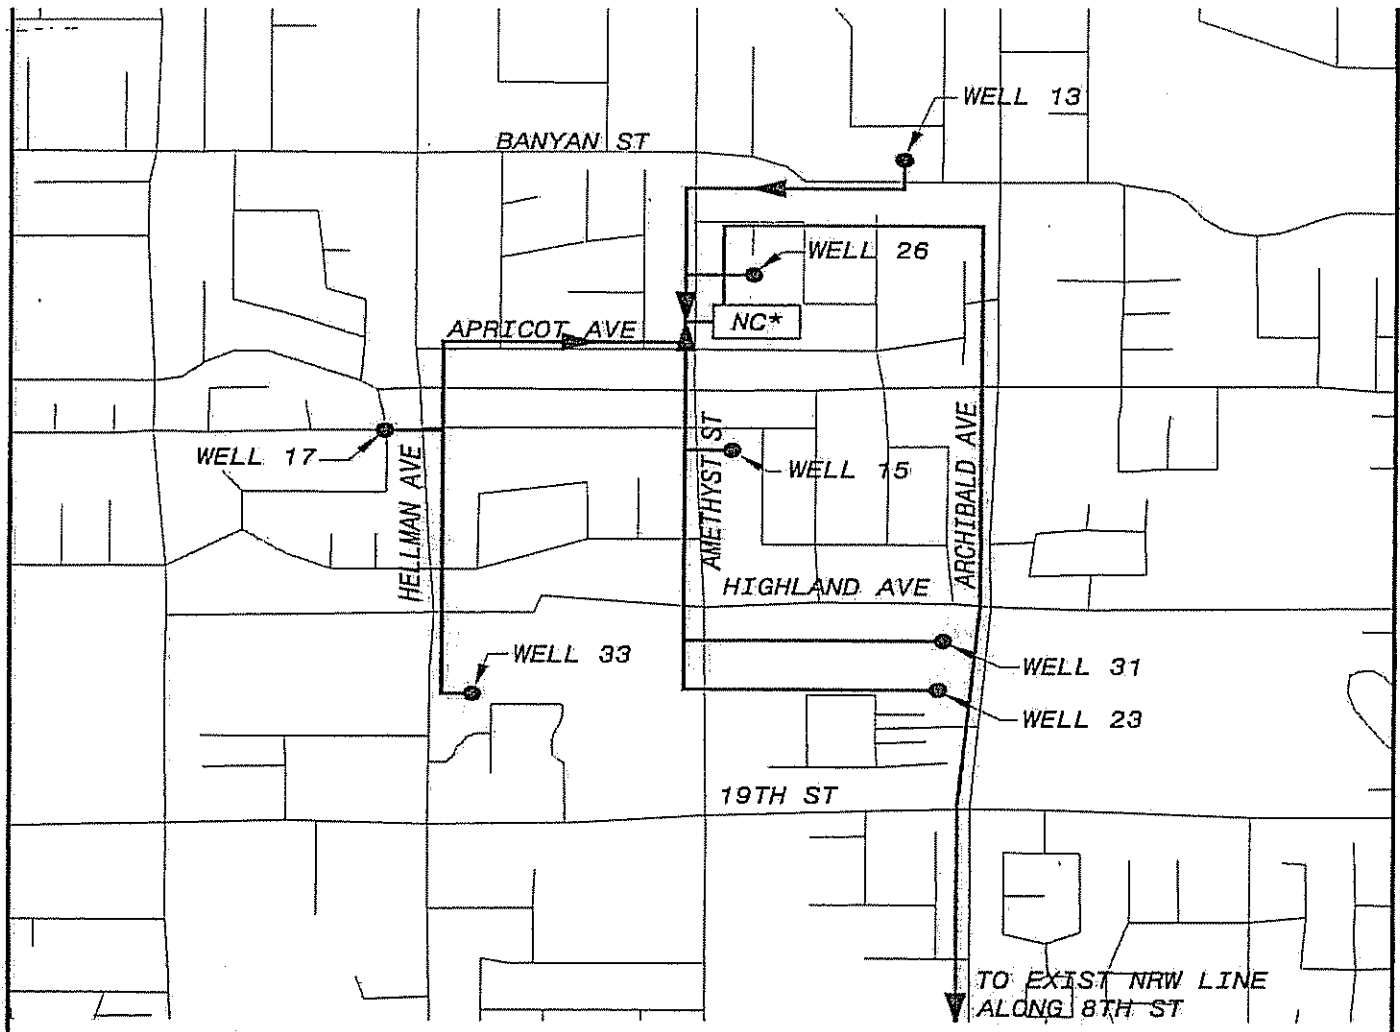 WELL 13
BANYAN ST
WELL 26
NC*
APRICOT AVE
WELL 17
HELLMAN AVE
AMETHYST ST
WELL 15
ARCHIBALD AVE
HIGHLAND AVE
WELL 33
WELL 31
WELL 23
19TH ST
TO EXIST NRW LINE
ALONG 8TH ST